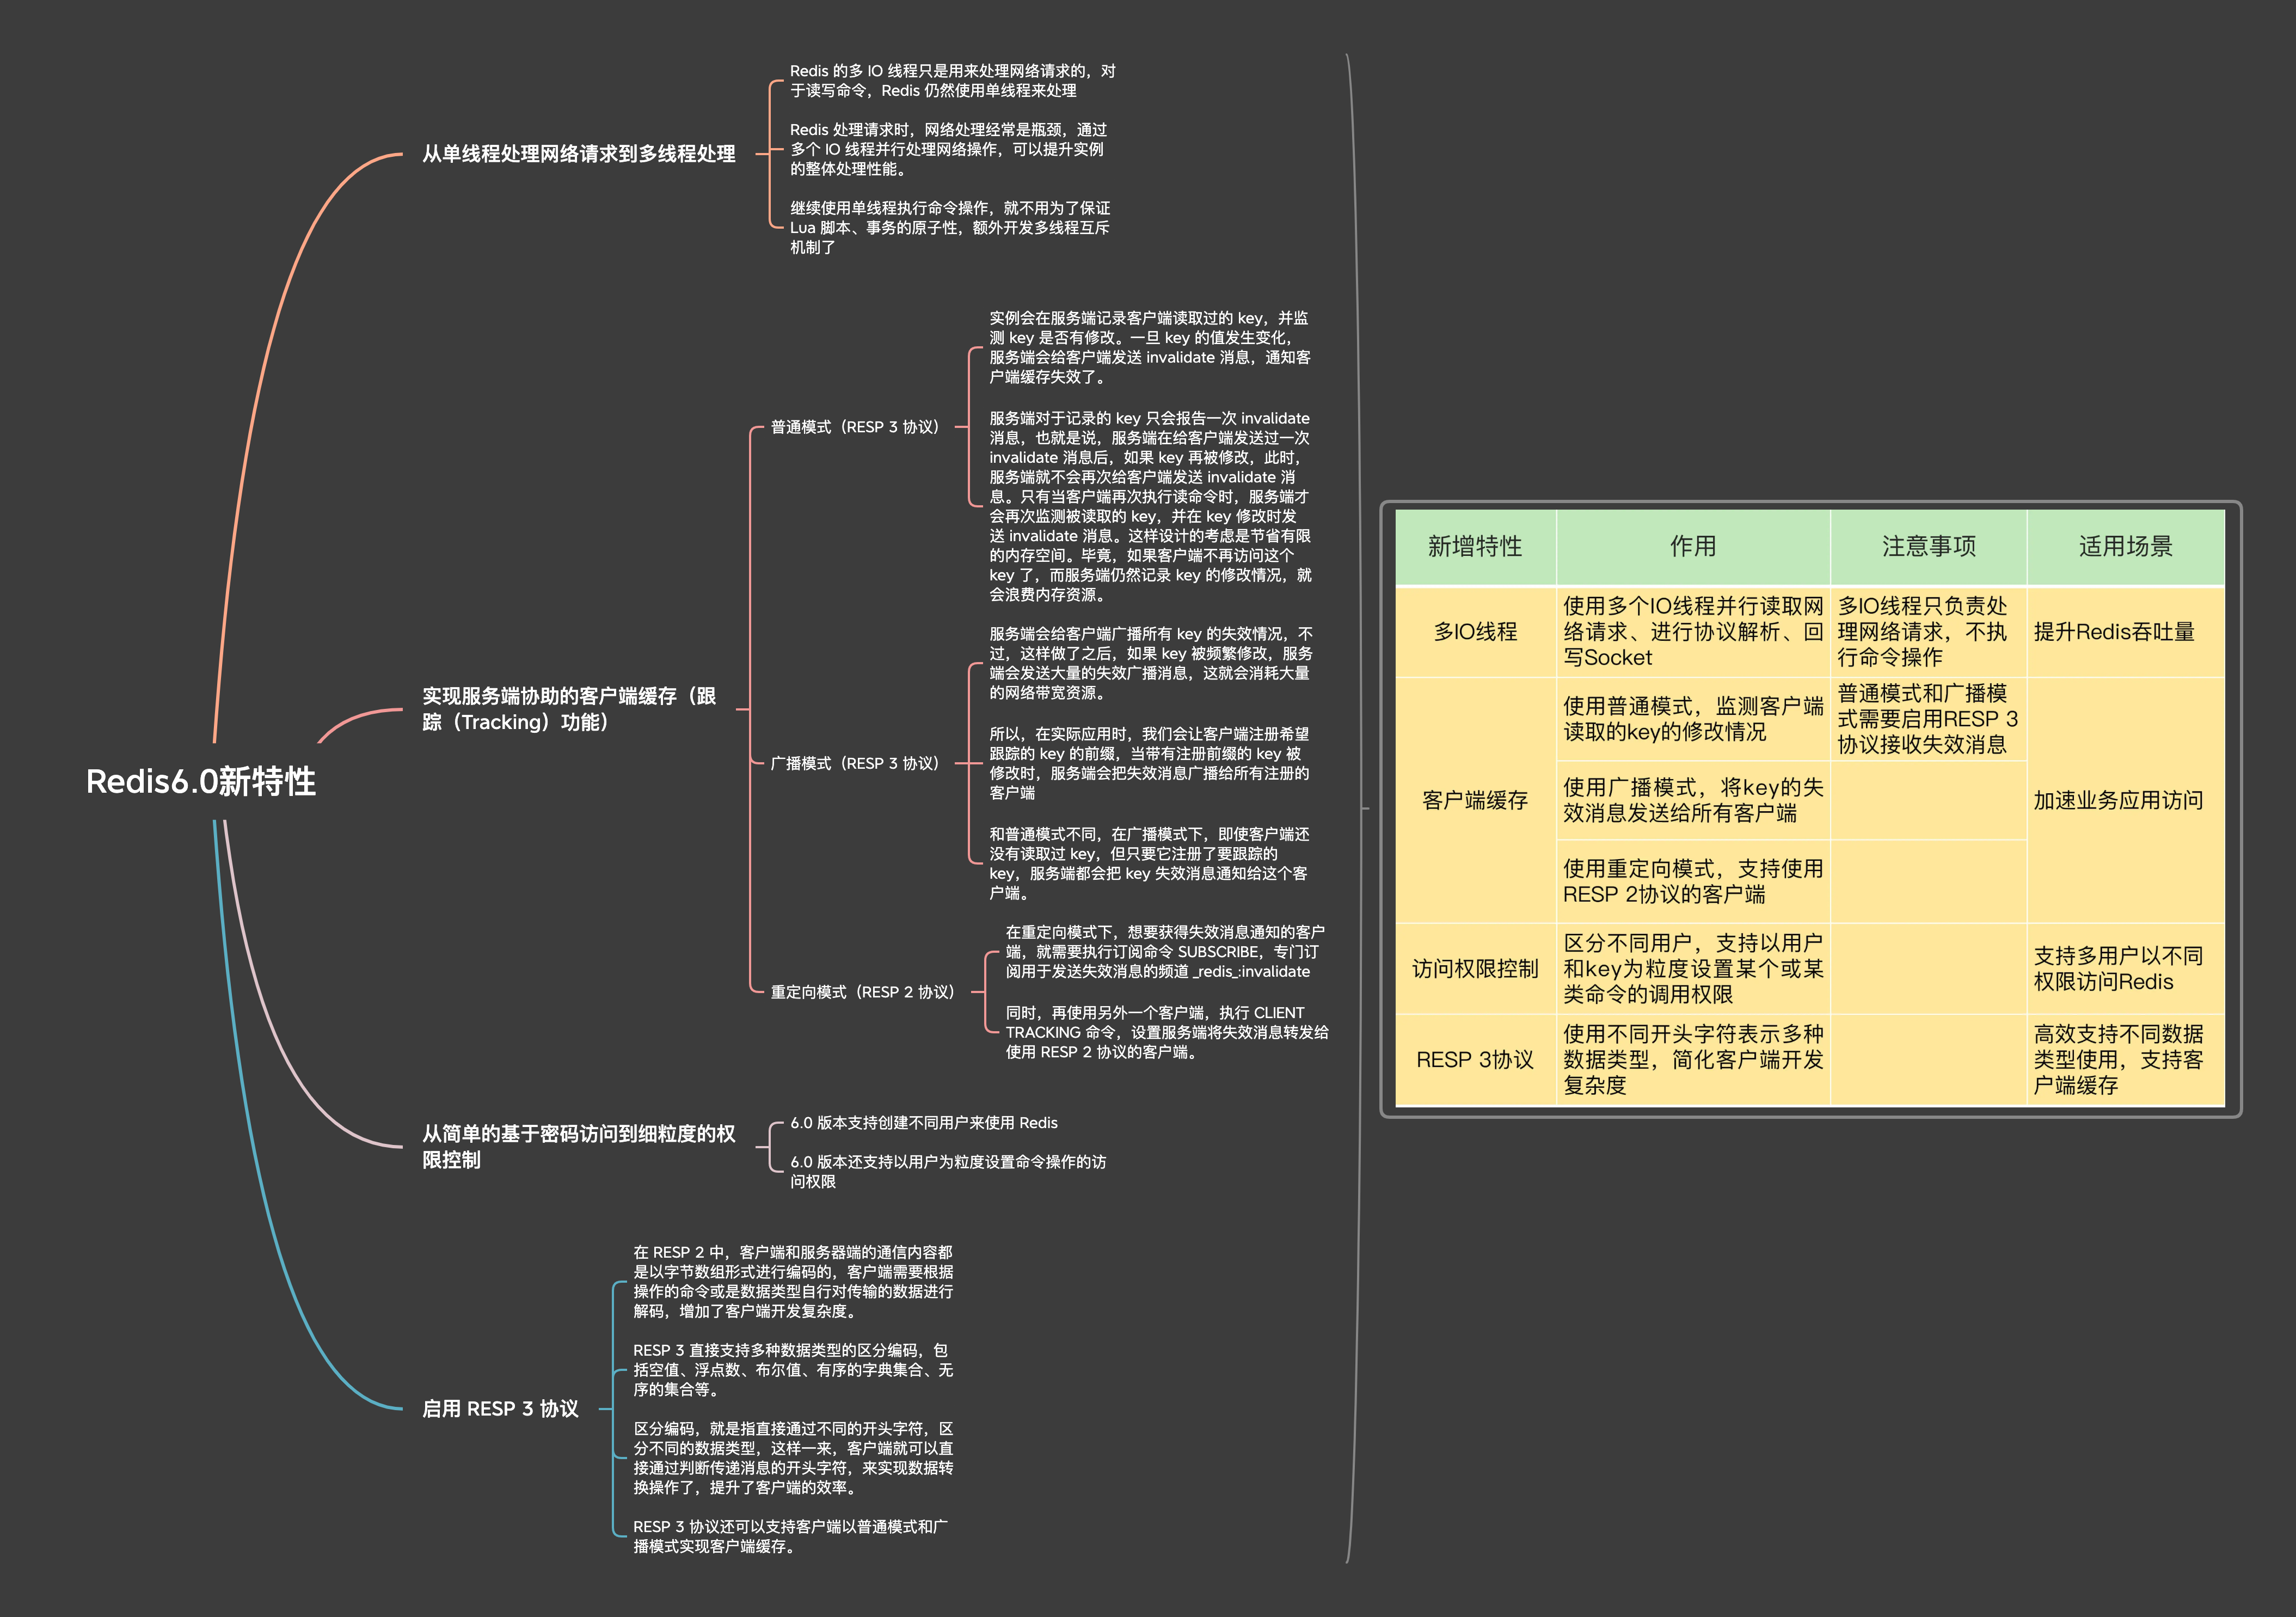 Redis6.0新特性
从单线程处理网络请求到多线程处理
Redis 的多 IO 线程只是用来处理网络请求的，对
于读写命令，Redis 仍然使用单线程来处理
Redis 处理请求时，网络处理经常是瓶颈，通过
多个 IO 线程并行处理网络操作，可以提升实例
的整体处理性能。
继续使用单线程执行命令操作，就不用为了保证
Lua 脚本、事务的原子性，额外开发多线程互斥
机制了
实现服务端协助的客户端缓存（跟
踪（Tracking）功能）
普通模式（RESP 3 协议）
实例会在服务端记录客户端读取过的 key，并监
测 key 是否有修改。一旦 key 的值发生变化，
服务端会给客户端发送 invalidate 消息，通知客
户端缓存失效了。
服务端对于记录的 key 只会报告一次 invalidate
消息，也就是说，服务端在给客户端发送过一次
invalidate 消息后，如果 key 再被修改，此时，
服务端就不会再次给客户端发送 invalidate 消
息。只有当客户端再次执行读命令时，服务端才
会再次监测被读取的 key，并在 key 修改时发
送 invalidate 消息。这样设计的考虑是节省有限
的内存空间。毕竟，如果客户端不再访问这个
key 了，而服务端仍然记录 key 的修改情况，就
会浪费内存资源。
广播模式（RESP 3 协议）
服务端会给客户端广播所有 key 的失效情况，不
过，这样做了之后，如果 key 被频繁修改，服务
端会发送大量的失效广播消息，这就会消耗大量
的网络带宽资源。
所以，在实际应用时，我们会让客户端注册希望
跟踪的 key 的前缀，当带有注册前缀的 key 被
修改时，服务端会把失效消息广播给所有注册的
客户端
和普通模式不同，在广播模式下，即使客户端还
没有读取过 key，但只要它注册了要跟踪的
key，服务端都会把 key 失效消息通知给这个客
户端。
重定向模式（RESP 2 协议）
在重定向模式下，想要获得失效消息通知的客户
端，就需要执行订阅命令 SUBSCRIBE，专门订
阅用于发送失效消息的频道 _redis_:invalidate
同时，再使用另外一个客户端，执行 CLIENT
TRACKING 命令，设置服务端将失效消息转发给
使用 RESP 2 协议的客户端。
从简单的基于密码访问到细粒度的权
限控制
6.0 版本支持创建不同用户来使用 Redis
6.0 版本还支持以用户为粒度设置命令操作的访
问权限
启用 RESP 3 协议
在 RESP 2 中，客户端和服务器端的通信内容都
是以字节数组形式进行编码的，客户端需要根据
操作的命令或是数据类型自行对传输的数据进行
解码，增加了客户端开发复杂度。
RESP 3 直接支持多种数据类型的区分编码，包
括空值、浮点数、布尔值、有序的字典集合、无
序的集合等。
区分编码，就是指直接通过不同的开头字符，区
分不同的数据类型，这样一来，客户端就可以直
接通过判断传递消息的开头字符，来实现数据转
换操作了，提升了客户端的效率。
RESP 3 协议还可以支持客户端以普通模式和广
播模式实现客户端缓存。
新增特性 作用 注意事项 适用场景
多IO线程
使用多个IO线程并行读取网
络请求、进行协议解析、回
写Socket
多IO线程只负责处
理网络请求，不执
行命令操作
提升Redis吞吐量
客户端缓存
使用普通模式，监测客户端
读取的key的修改情况
普通模式和广播模
式需要启用RESP 3
协议接收失效消息
使用广播模式，将key的失
效消息发送给所有客户端
使用重定向模式，支持使用
RESP 2协议的客户端
加速业务应用访问
访问权限控制
区分不同用户，支持以用户
和key为粒度设置某个或某
类命令的调用权限
支持多用户以不同
权限访问Redis
RESP 3协议
使用不同开头字符表示多种
数据类型，简化客户端开发
复杂度
高效支持不同数据
类型使用，支持客
户端缓存